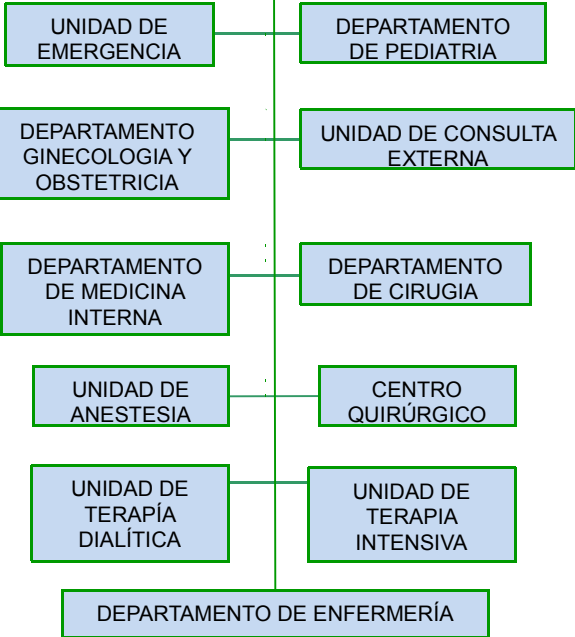 UNIDAD DE
EMERGENCIA
DEPARTAMENTO
DE PEDIATRIA
DEPARTAMENTO
GINECOLOGIA Y
OBSTETRICIA
UNIDAD DE CONSULTA
EXTERNA
DEPARTAMENTO
DE MEDICINA
INTERNA
DEPARTAMENTO
DE CIRUGIA
UNIDAD DE
ANESTESIA
CENTRO
QUIRÚRGICO
UNIDAD DE
TERAPÍA
DIALÍTICA
UNIDAD DE
TERAPIA
INTENSIVA
DEPARTAMENTO DE ENFERMERÍA